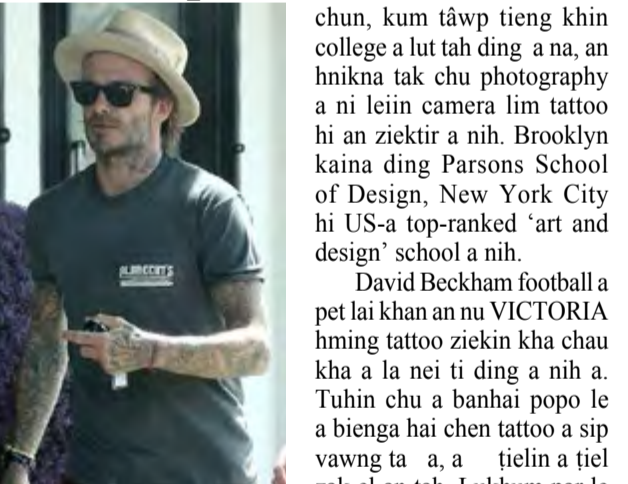 chun, kum tâwp tieng khin
college a lut tah ding a na, an
hnikna tak chu photography
a ni leiin camera lim tattoo
hi an ziektir a nih. Brooklyn
kaina ding Parsons School
of Design, New York City
hi US-a top-ranked ‘art and
design’ school a nih.
David Beckham football a
pet lai khan an nu VICTORIA
hming tattoo ziekin kha chau
kha a la nei ti ding a nih a.
Tuhin chu a banhai popo le
a bienga hai chen tattoo a sip
vawng ta a, a ṭielin a ṭiel
ALBRECHT'S